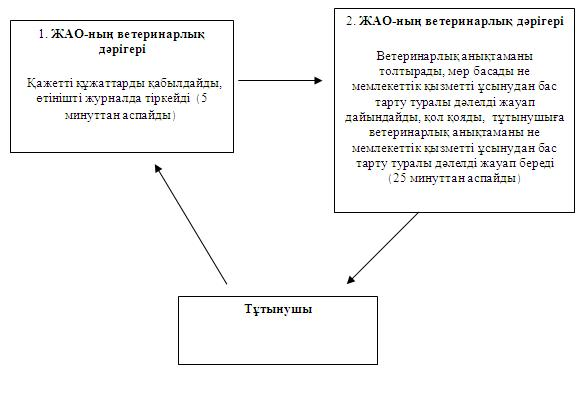 1. ЖАО-ның ветеринарлық
дәрігері
Қажетті құжаттарды қабылдайды,
өтінішті журналда тіркейді (5
минуттан аспайды)
2. ЖАО-ның ветеринарлық дәрігері
Ветеринарлық анықтаманы
толтырады, мөр басады не
мемлекеттік қызметті ұсынудан бас
тарту туралы дәлелді жауап
дайындайды, қол қояды, тұтынушыға
ветеринарлық анықтаманы не
мемлекеттік қызметті ұсынудан бас
тарту туралы дәлелді жауап береді
(25 минуттан аспайды)
Тұтынушы